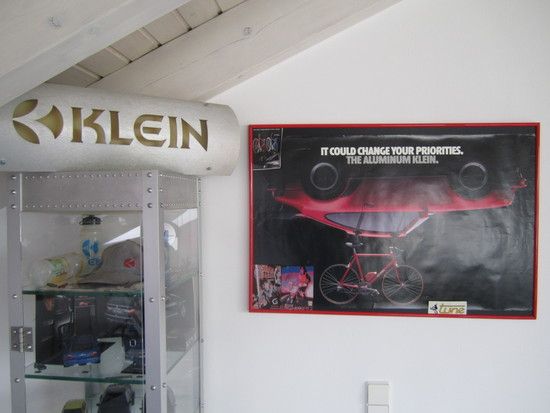 KLEIN
IT COULD CHANGE YOUR PRIORITIES.
THE ALUMINUM KLEIN.
tune